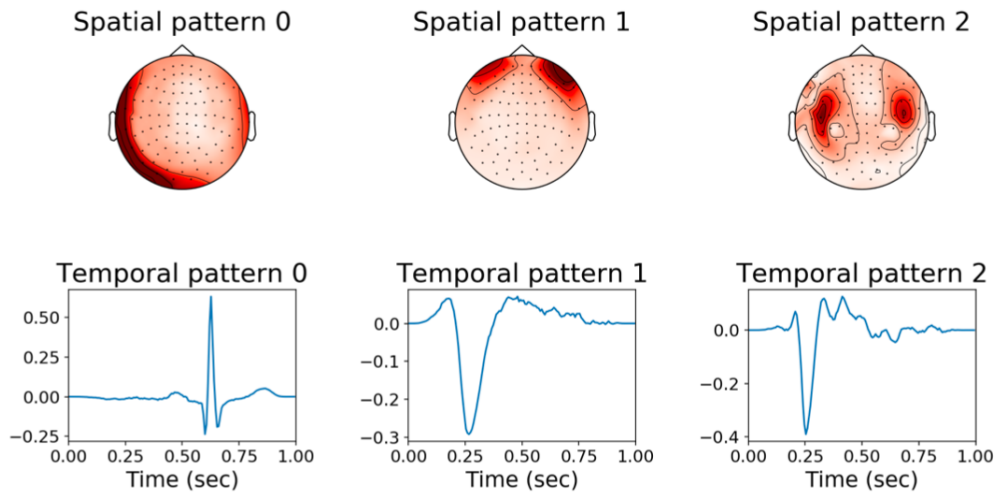 Spatial pattern 0
Spatial pattern 1
Spatial pattern 2
Temporal pattern 0
Temporal pattern 1
Temporal pattern 2
0.50
0.25
0.00
−0.25
0.00
0.25
0.50
0.75
1.00
Time (sec)
0.0
−0.1
−0.2
−0.3
0.00
0.25
0.50
0.75
1.00
Time (sec)
0.0
−0.2
−0.4
0.00
0.25
0.50
0.75
1.00
Time (sec)